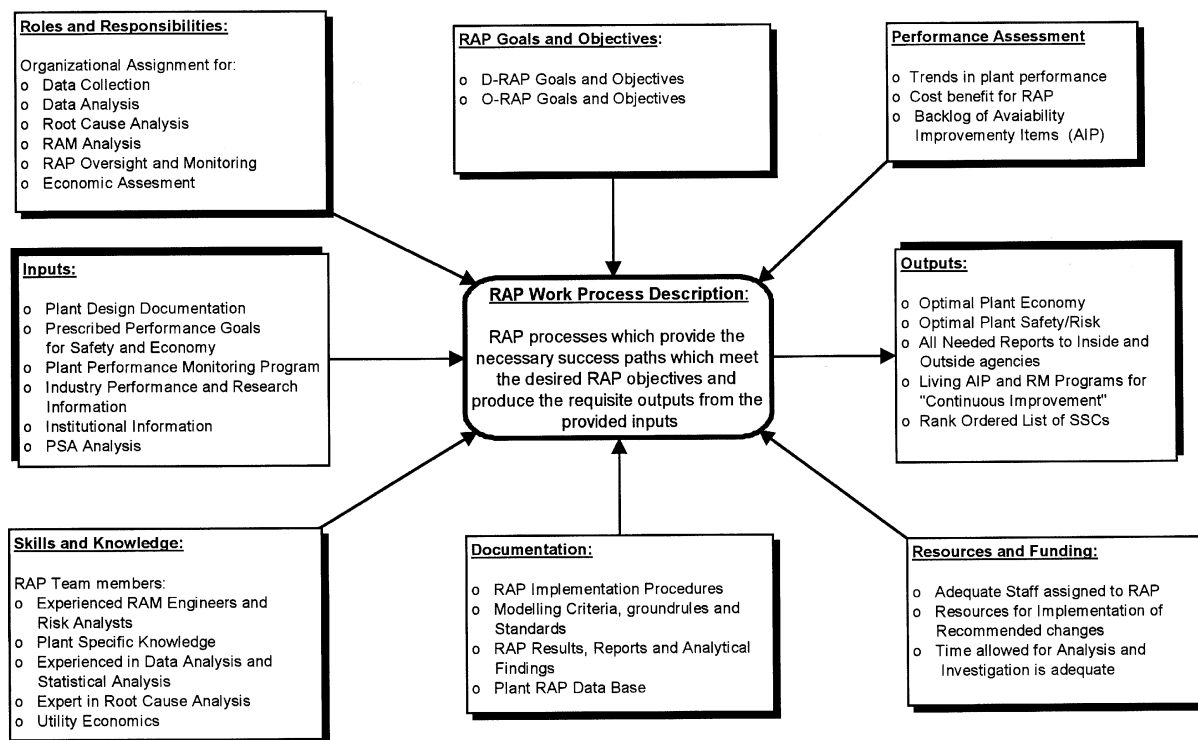 Roles and Responsibilities:
Organizational Assignment for:
o Data Collection
o Data Analysis
o Root Cause Analysis
o RAM Analysis
o RAP Oversight and Monitoring
o Economic Assesment
RAP Goals and Objectives:
o D-RAP Goals and Objectives
o O-RAP Goals and Objectives
Performance Assessment
o Trends in plant performance
o Cost benefit for RAP
o Backlog of Avaiability
Improvementy Items (AIP)
Inputs:
o Plant Design Documentation
o Prescribed Performance Goals
for Safety and Economy
o Plant Performance Monitoring Program
o Industry Performance and Research
Information
o Institutional Information
o PSA Analysis
RAP Work Process Description:
RAP processes which provide the
necessary success paths which meet
the desired RAP objectives and
produce the requisite outputs from the
provided inputs
Outputs:
o Optimal Plant Economy
o Optimal Plant Safety/Risk
o All Needed Reports to Inside and
Outside agencies
o Living AIP and RM Programs for
"Continuous Improvement"
o Rank Ordered List of SSCs
Skills and Knowledge:
RAP Team members:
o Experienced RAM Engineers and
Risk Analysts
o Plant Specific Knowledge
o Experienced in Data Analysis and
Statistical Analysis
o Expert in Root Cause Analysis
o Utility Economics
Documentation:
o RAP Implementation Procedures
o Modelling Criteria, groundrules and
Standards
o RAP Results, Reports and Analytical
Findings
o Plant RAP Data Base
Resources and Funding:
o Adequate Staff assigned to RAP
o Resources for Implementation of
Recommended changes
o Time allowed for Analysis and
Investigation is adequate